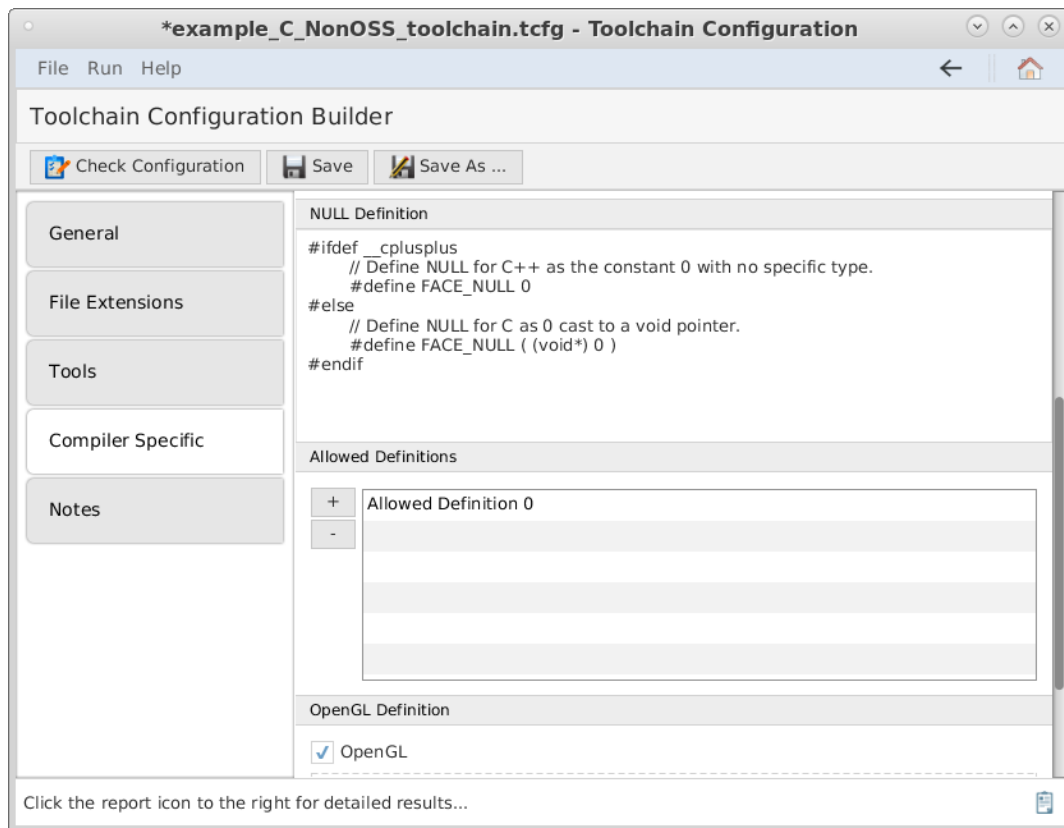 *example_C_NonOSS_toolchain.tcfg - Toolchain Configuration
File Run Help
Toolchain Configuration Builder
Check Configuration Save Save As ...
General
File Extensions
Tools
Compiler Specific
Notes
NULL Definition
#ifdef __cplusplus
// Define NULL for C++ as the constant 0 with no specific type.
#define FACE_NULL 0
#else
// Define NULL for C as 0 cast to a void pointer.
#define FACE_NULL ( (void*) 0 )
#endif
Allowed Definitions
+
-
Allowed Definition 0
OpenGL Definition
OpenGL
Click the report icon to the right for detailed results...